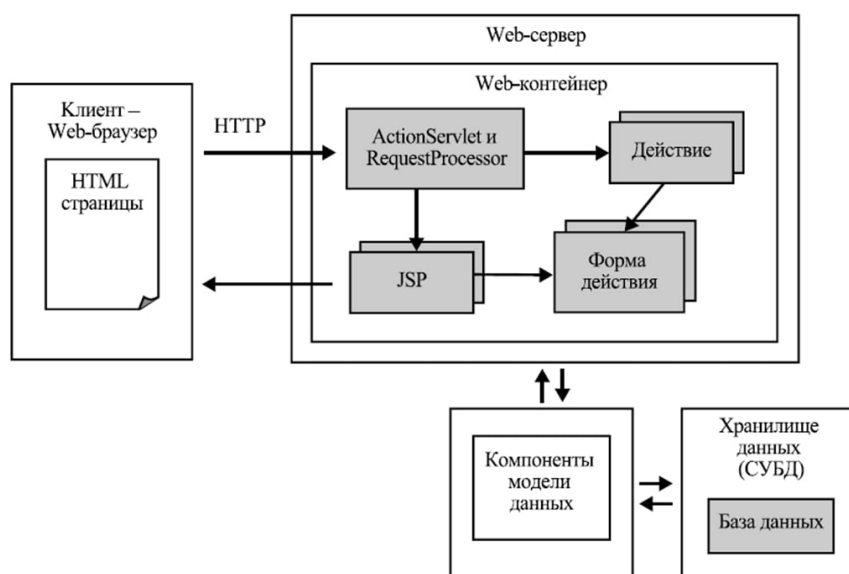 Web-сервер
Web-контейнер
Клиент –
Web-браузер
HTTP
HTML
страницы
ActionServlet и
RequestProcessor
Действие
JSP
Форма
действия
Компоненты
модели
данных
Хранилище
данных
(СУБД)
База данных